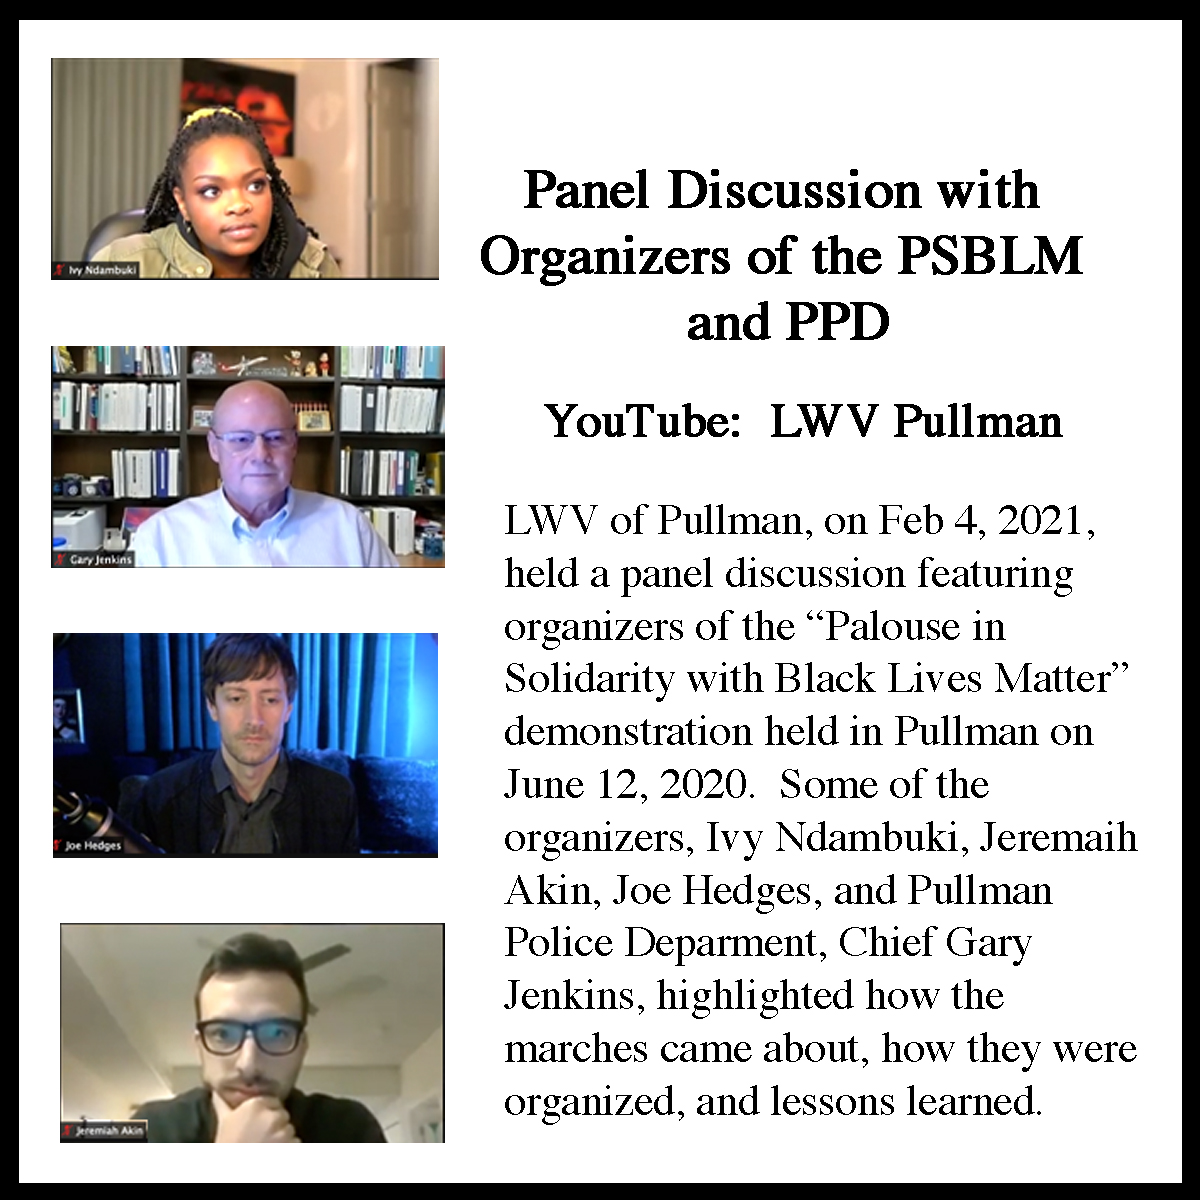 Ivy Ndambuki
Panel Discussion with
Organizers of the PSBLM
and PPD
YouTube: LWV Pullman
Gary Jenkins
LWV of Pullman, on Feb 4, 2021,
held a panel discussion featuring
organizers of the “Palouse in
Solidarity with Black Lives Matter”
demonstration held in Pullman on
June 12, 2020. Some of the
organizers, Ivy Ndambuki, Jeremaih
Akin, Joe Hedges, and Pullman
Police Deparment, Chief Gary
Jenkins, highlighted how the
marches came about, how they were
organized, and lessons learned.
Joe Hedges
Jeremiah Akin